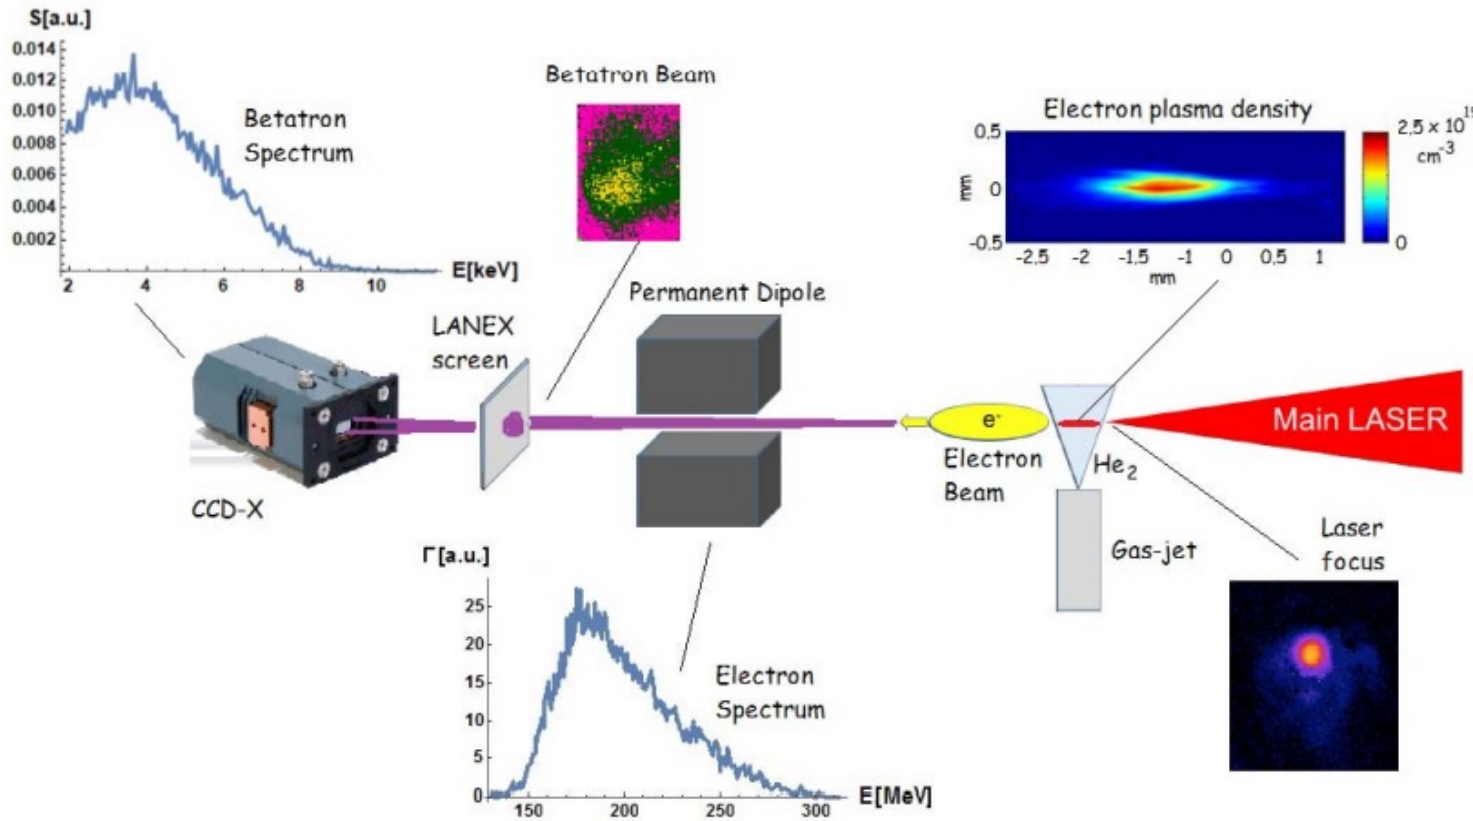 S[a.u.]
0.014
0.012
0.010
0.008
0.006
0.004
0.002
2 4 6 8 10
E[keV]
Betatron
Spectrum
Betatron Beam
Electron plasma density
0.5
0
-0.5
mm
-2,5 -2 -1,5 -1 0 0,5 1
mm
2,5 x 10
cm-3
0
Permanent Dipole
LANEX
screen
CCD-X
e-
Electron
Beam
He2
Main LASER
Gas-jet
Laser
focus
Γ[a.u.]
25
20
15
10
5
0
150 200 250 300
E[MeV]
Electron
Spectrum